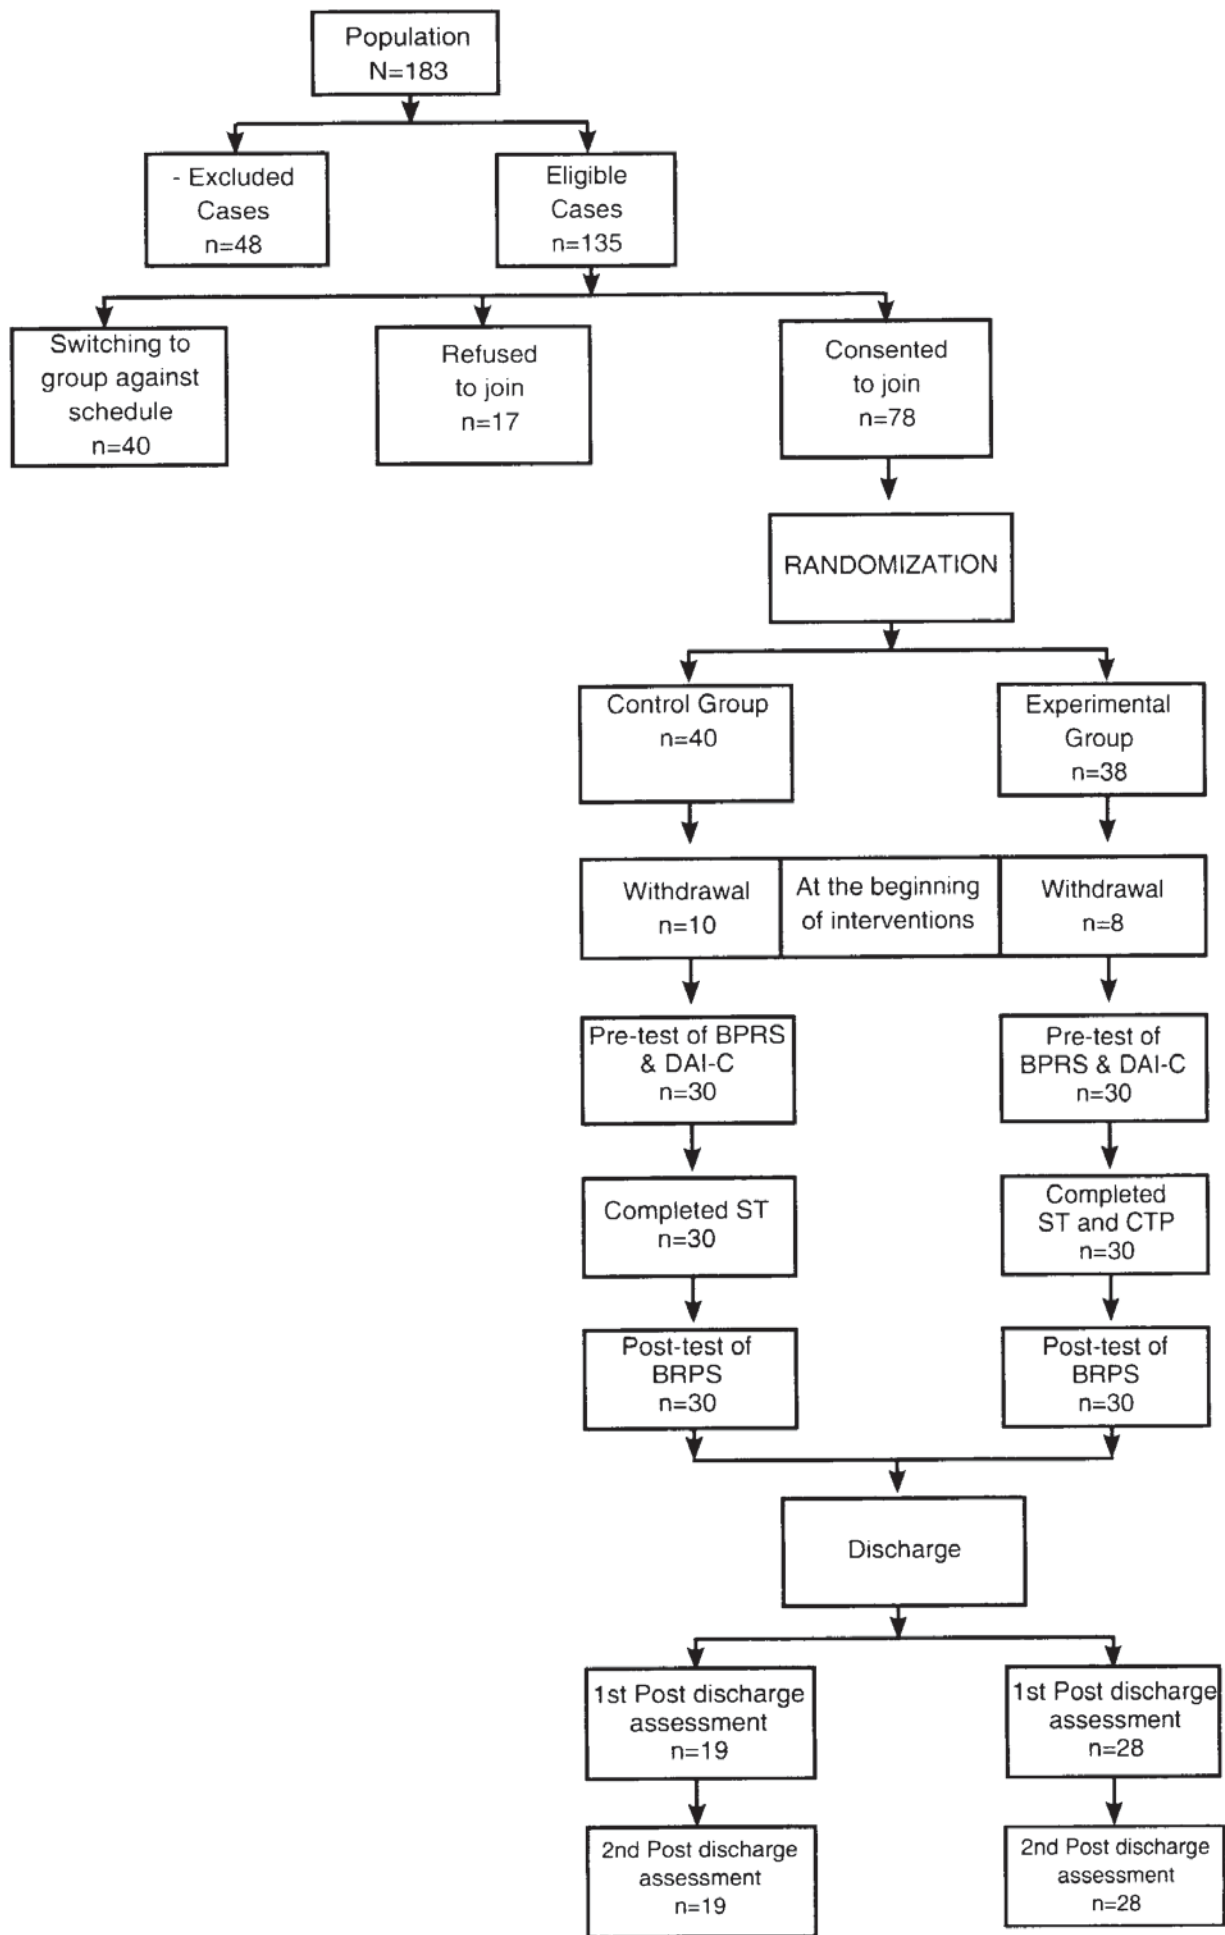 Population
N=183
- Excluded
Cases
n=48
Eligible
Cases
n=135
Switching to
group against
schedule
n=40
Refused
to join
n=17
Consented
to join
n=78
RANDOMIZATION
Control Group
n=40
Experimental
Group
n=38
Withdrawal
n=10
At the beginning
of interventions
Withdrawal
n=8
Pre-test of BPRS
& DAI-C
n=30
Pre-test of
BPRS & DAI-C
n=30
Completed ST
n=30
Completed
ST and CTP
n=30
Post-test of
BRPS
n=30
Post-test of
BRPS
n=30
Discharge
1st Post discharge
assessment
n=19
1st Post discharge
assessment
n=28
2nd Post discharge
assessment
n=19
2nd Post discharge
assessment
n=28